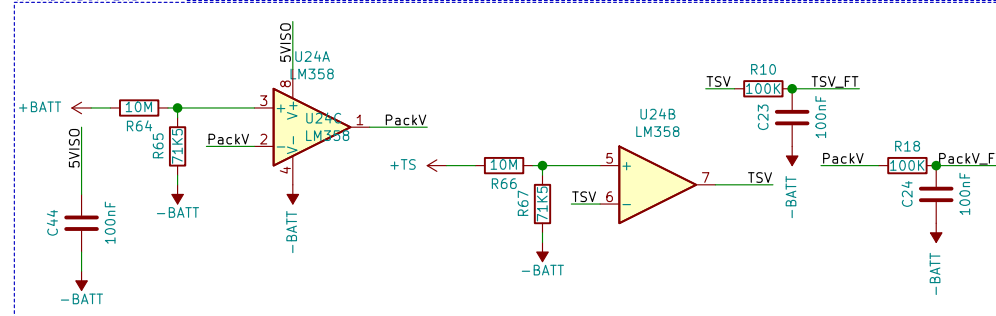 5VISO
U24A
LM358
8
+BATT
10M
R64
3
+
V+
U24C
LM358
1
PackV
PackV
2
−
V−
4
R65
71K5
−BATT
−BATT
5VISO
C44
100nF
−BATT
+TS
10M
R66
R67
71K5
−BATT
U24B
LM358
5
+
TSV
6
−
7
TSV
TSV
R10
100K
TSV_FT
C23
100nF
−BATT
PackV
R18
100K
PackV_F
C24
100nF
−BATT